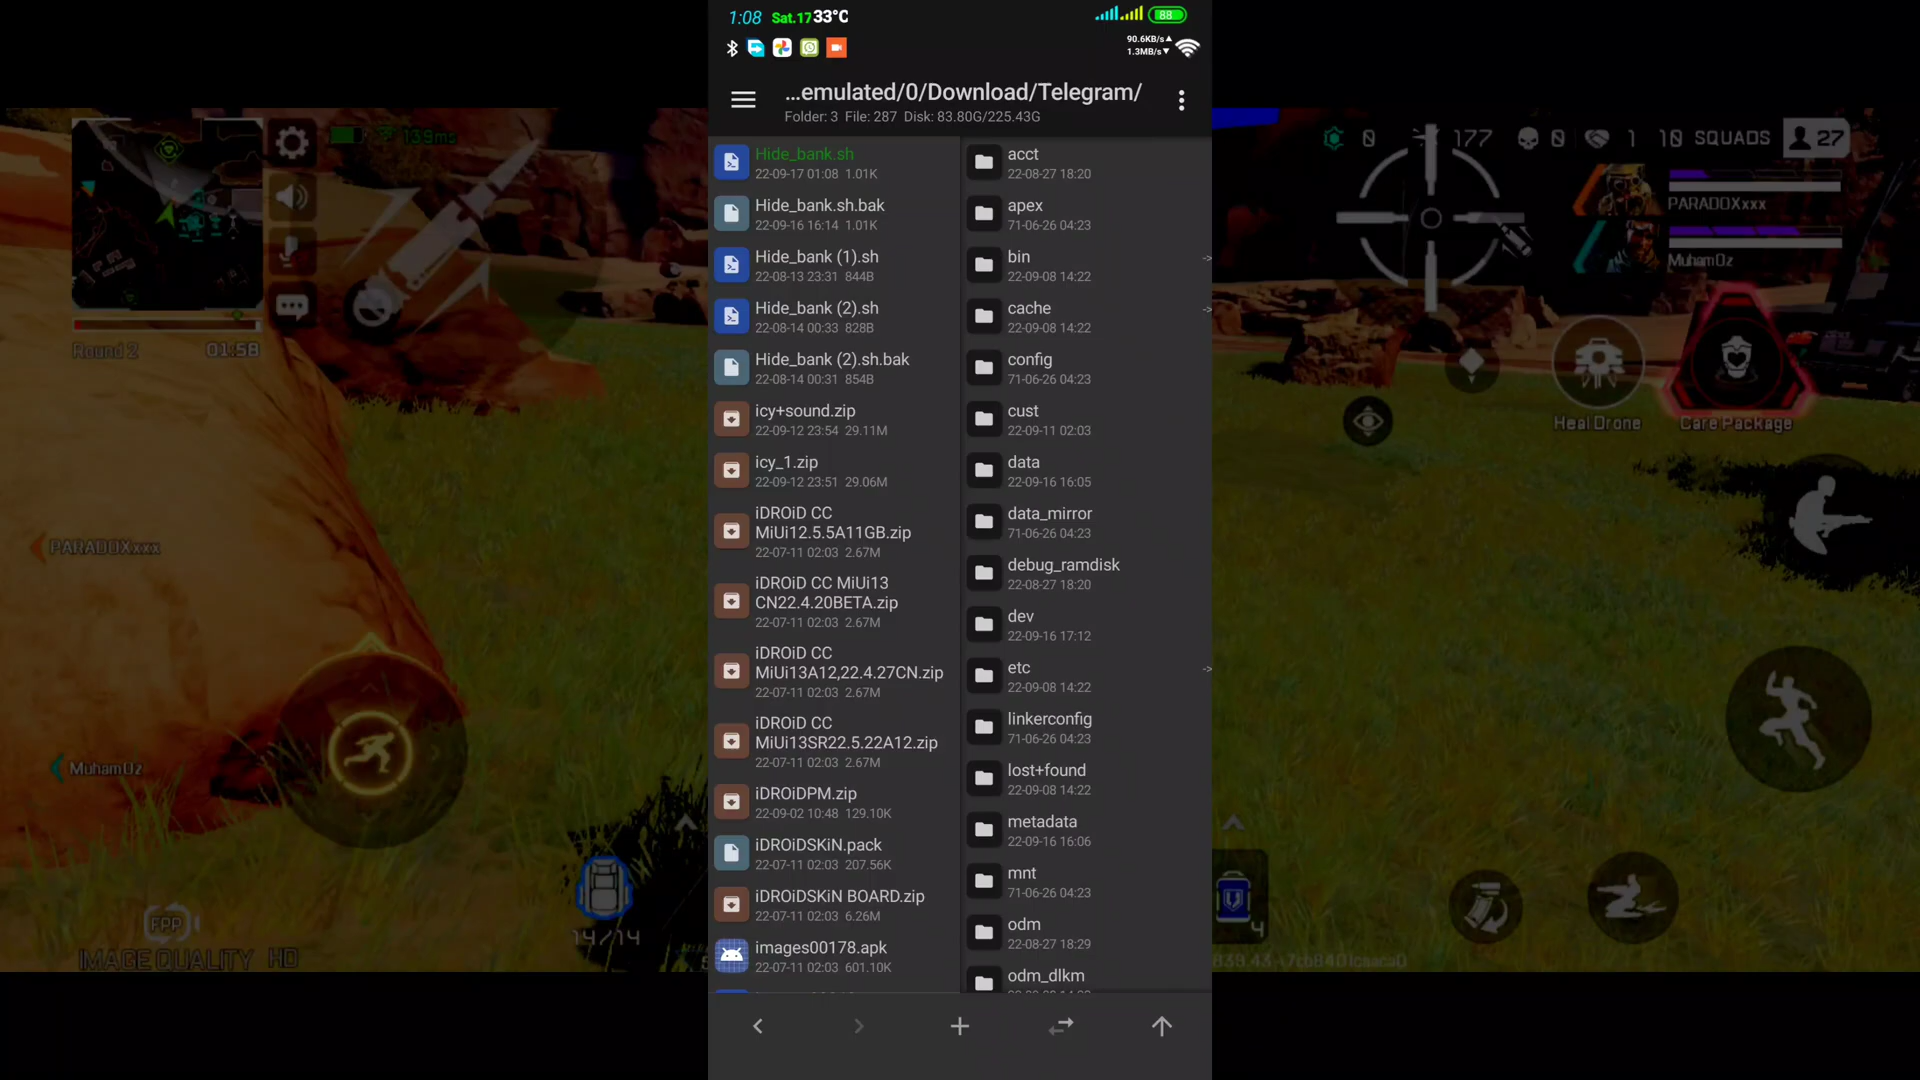 1:08 Sat.17 33°C
88
90.6KB/s
1.3MB/s
...emulated/0/Download/Telegram/
Folder: 3 File: 287 Disk: 83.80G/225.43G
Hide_bank.sh
22-09-17 01:08 1.01K
Hide_bank.sh.bak
22-09-16 16:14 1.01K
Hide_bank (1).sh
22-08-13 23:31 844B
Hide_bank (2).sh
22-08-14 00:33 828B
Hide_bank (2).sh.bak
22-08-14 00:31 854B
icy+sound.zip
22-09-12 23:54 29.11M
icy_1.zip
22-09-12 23:51 29.06M
iDROiD CC
MiUi12.5.5A11GB.zip
22-07-11 02:03 2.67M
iDROiD CC MiUi13
CN22.4.20BETA.zip
22-07-11 02:03 2.67M
iDROiD CC
MiUi13A12,22.4.27CN.zip
22-07-11 02:03 2.67M
iDROiD CC
MiUi13SR22.5.22A12.zip
22-07-11 02:03 2.67M
iDROiDPM.zip
22-09-02 10:48 129.10K
iDROiDSKiN.pack
22-07-11 02:03 207.56K
iDROiDSKiN BOARD.zip
22-07-11 02:03 6.26M
images00178.apk
22-07-11 02:03 601.10K
acct
22-08-27 18:20
apex
71-06-26 04:23
bin
22-09-08 14:22
->
cache
22-09-08 14:22
->
config
71-06-26 04:23
cust
22-09-11 02:03
data
22-09-16 16:05
data_mirror
71-06-26 04:23
debug_ramdisk
22-08-27 18:20
dev
22-09-16 17:12
etc
22-09-08 14:22
->
linkerconfig
71-06-26 04:23
lost+found
22-09-08 14:22
metadata
22-09-16 16:06
mnt
71-06-26 04:23
odm
22-08-27 18:29
odm_dlkm
139ms
Round 2 01:58
PARADOXxxx
MuhamOz
FPP
IMAGE QUALITY HD
14/14
0 177 0 1 10 SQUADS 27
PARADOXxxx
MuhamOz
Heal Drone
Care Package
4